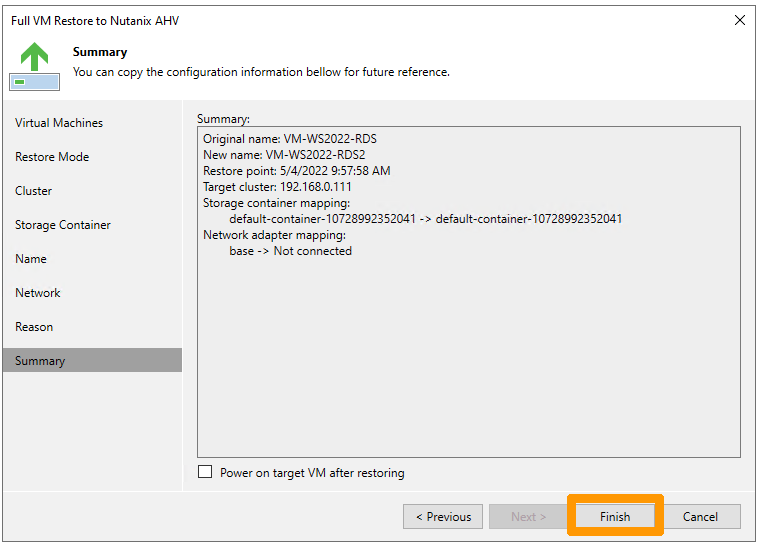 Full VM Restore to Nutanix AHV
Summary
You can copy the configuration information bellow for future reference.
Virtual Machines
Restore Mode
Cluster
Storage Container
Name
Network
Reason
Summary
Summary:
Original name: VM-WS2022-RDS
New name: VM-WS2022-RDS2
Restore point: 5/4/2022 9:57:58 AM
Target cluster: 192.168.0.111
Storage container mapping:
default-container-10728992352041 -> default-container-10728992352041
Network adapter mapping:
base -> Not connected
Power on target VM after restoring
< Previous
Next >
Finish
Cancel